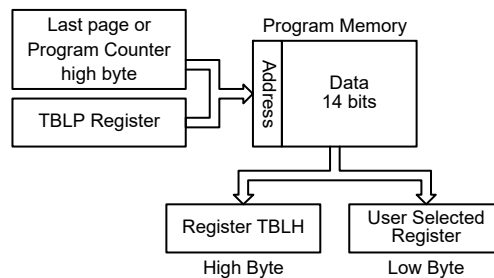 Last page or
Program Counter
high byte
TBLP Register
Program Memory
Address
Data
14 bits
Register TBLH
High Byte
User Selected
Register
Low Byte